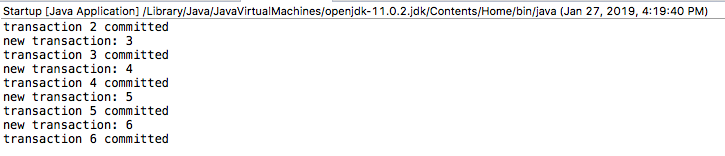 Startup [Java Application] /Library/Java/JavaVirtualMachines/openjdk-11.0.2.jdk/Contents/Home/bin/java (Jan 27, 2019, 4:19:40 PM)
transaction 2 committed
new transaction: 3
transaction 3 committed
new transaction: 4
transaction 4 committed
new transaction: 5
transaction 5 committed
new transaction: 6
transaction 6 committed